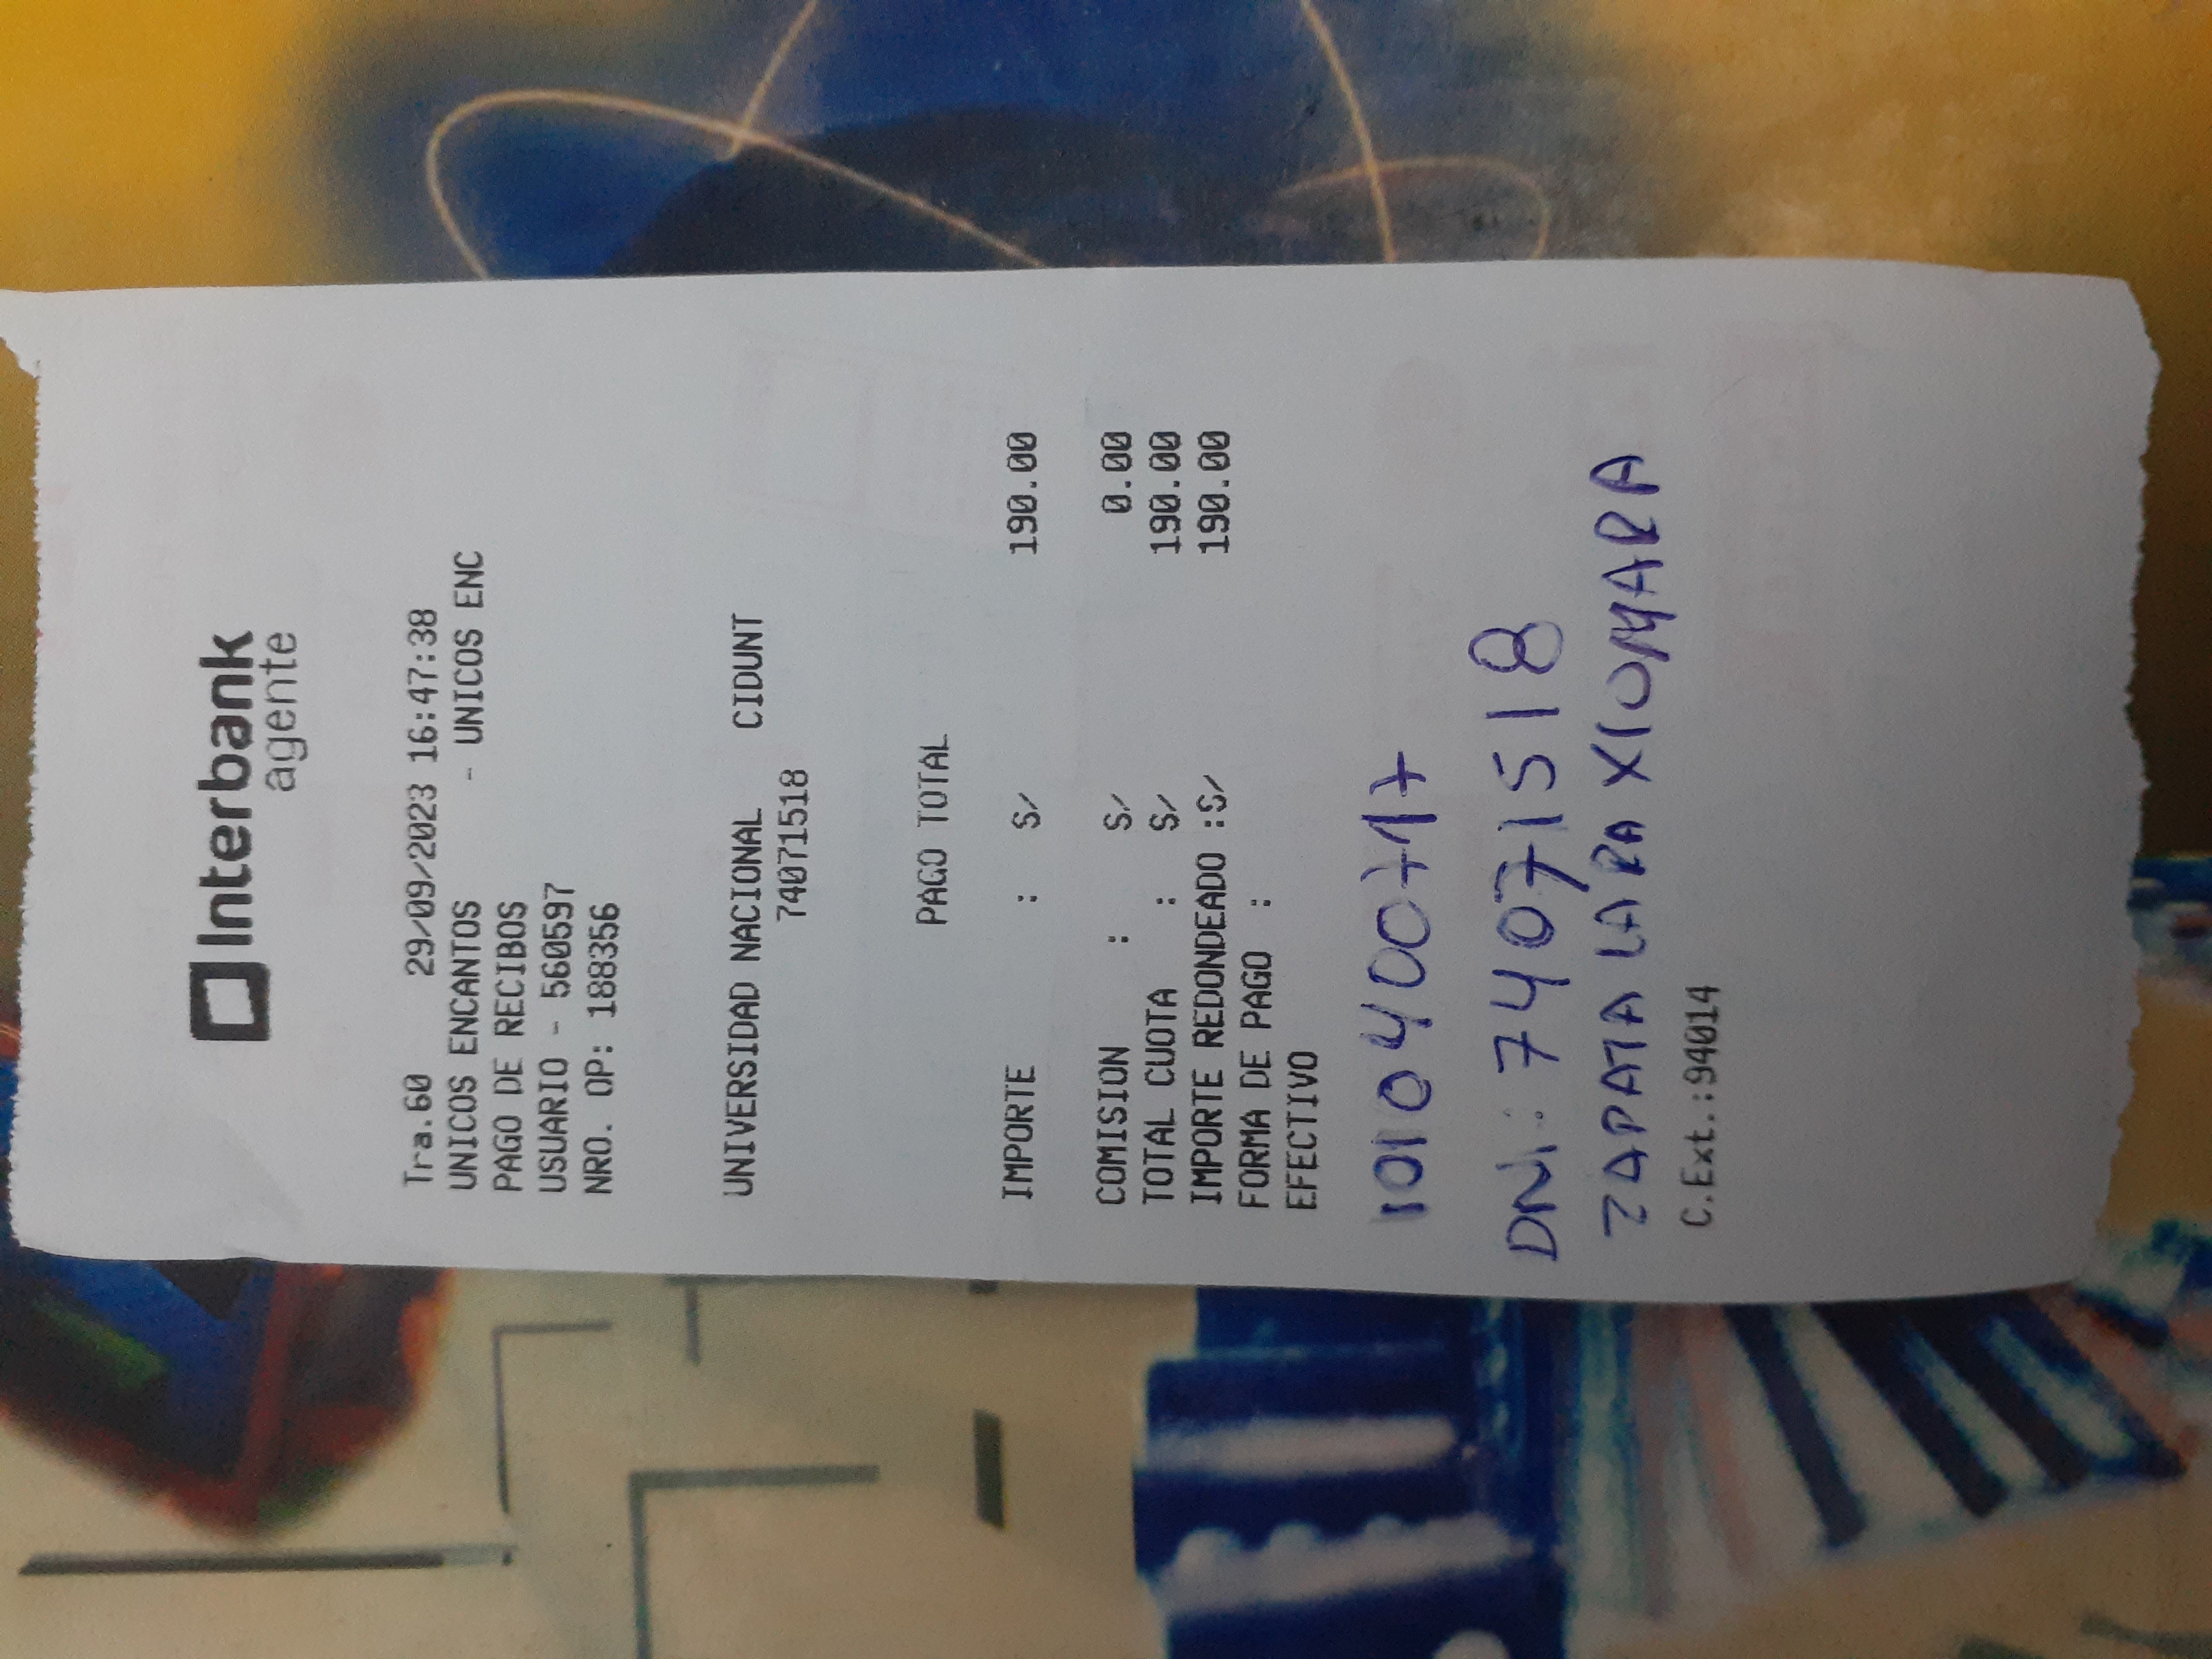 Interbank
agente
Tra.60 29/09/2023 16:47:38
UNICOS ENCANTOS - UNICOS ENC
PAGO DE RECIBOS
USUARIO - 560597
NRO. OP: 188356
UNIVERSIDAD NACIONAL CIDUNT
74071518
PAGO TOTAL
IMPORTE : S/ 190.00
COMISION : S/ 0.00
TOTAL CUOTA : S/ 190.00
IMPORTE REDONDEADO :S/ 190.00
FORMA DE PAGO :
EFECTIVO
DNI: 74071518
ZAPATA LARA XIOMARA
C.Ext.:94014